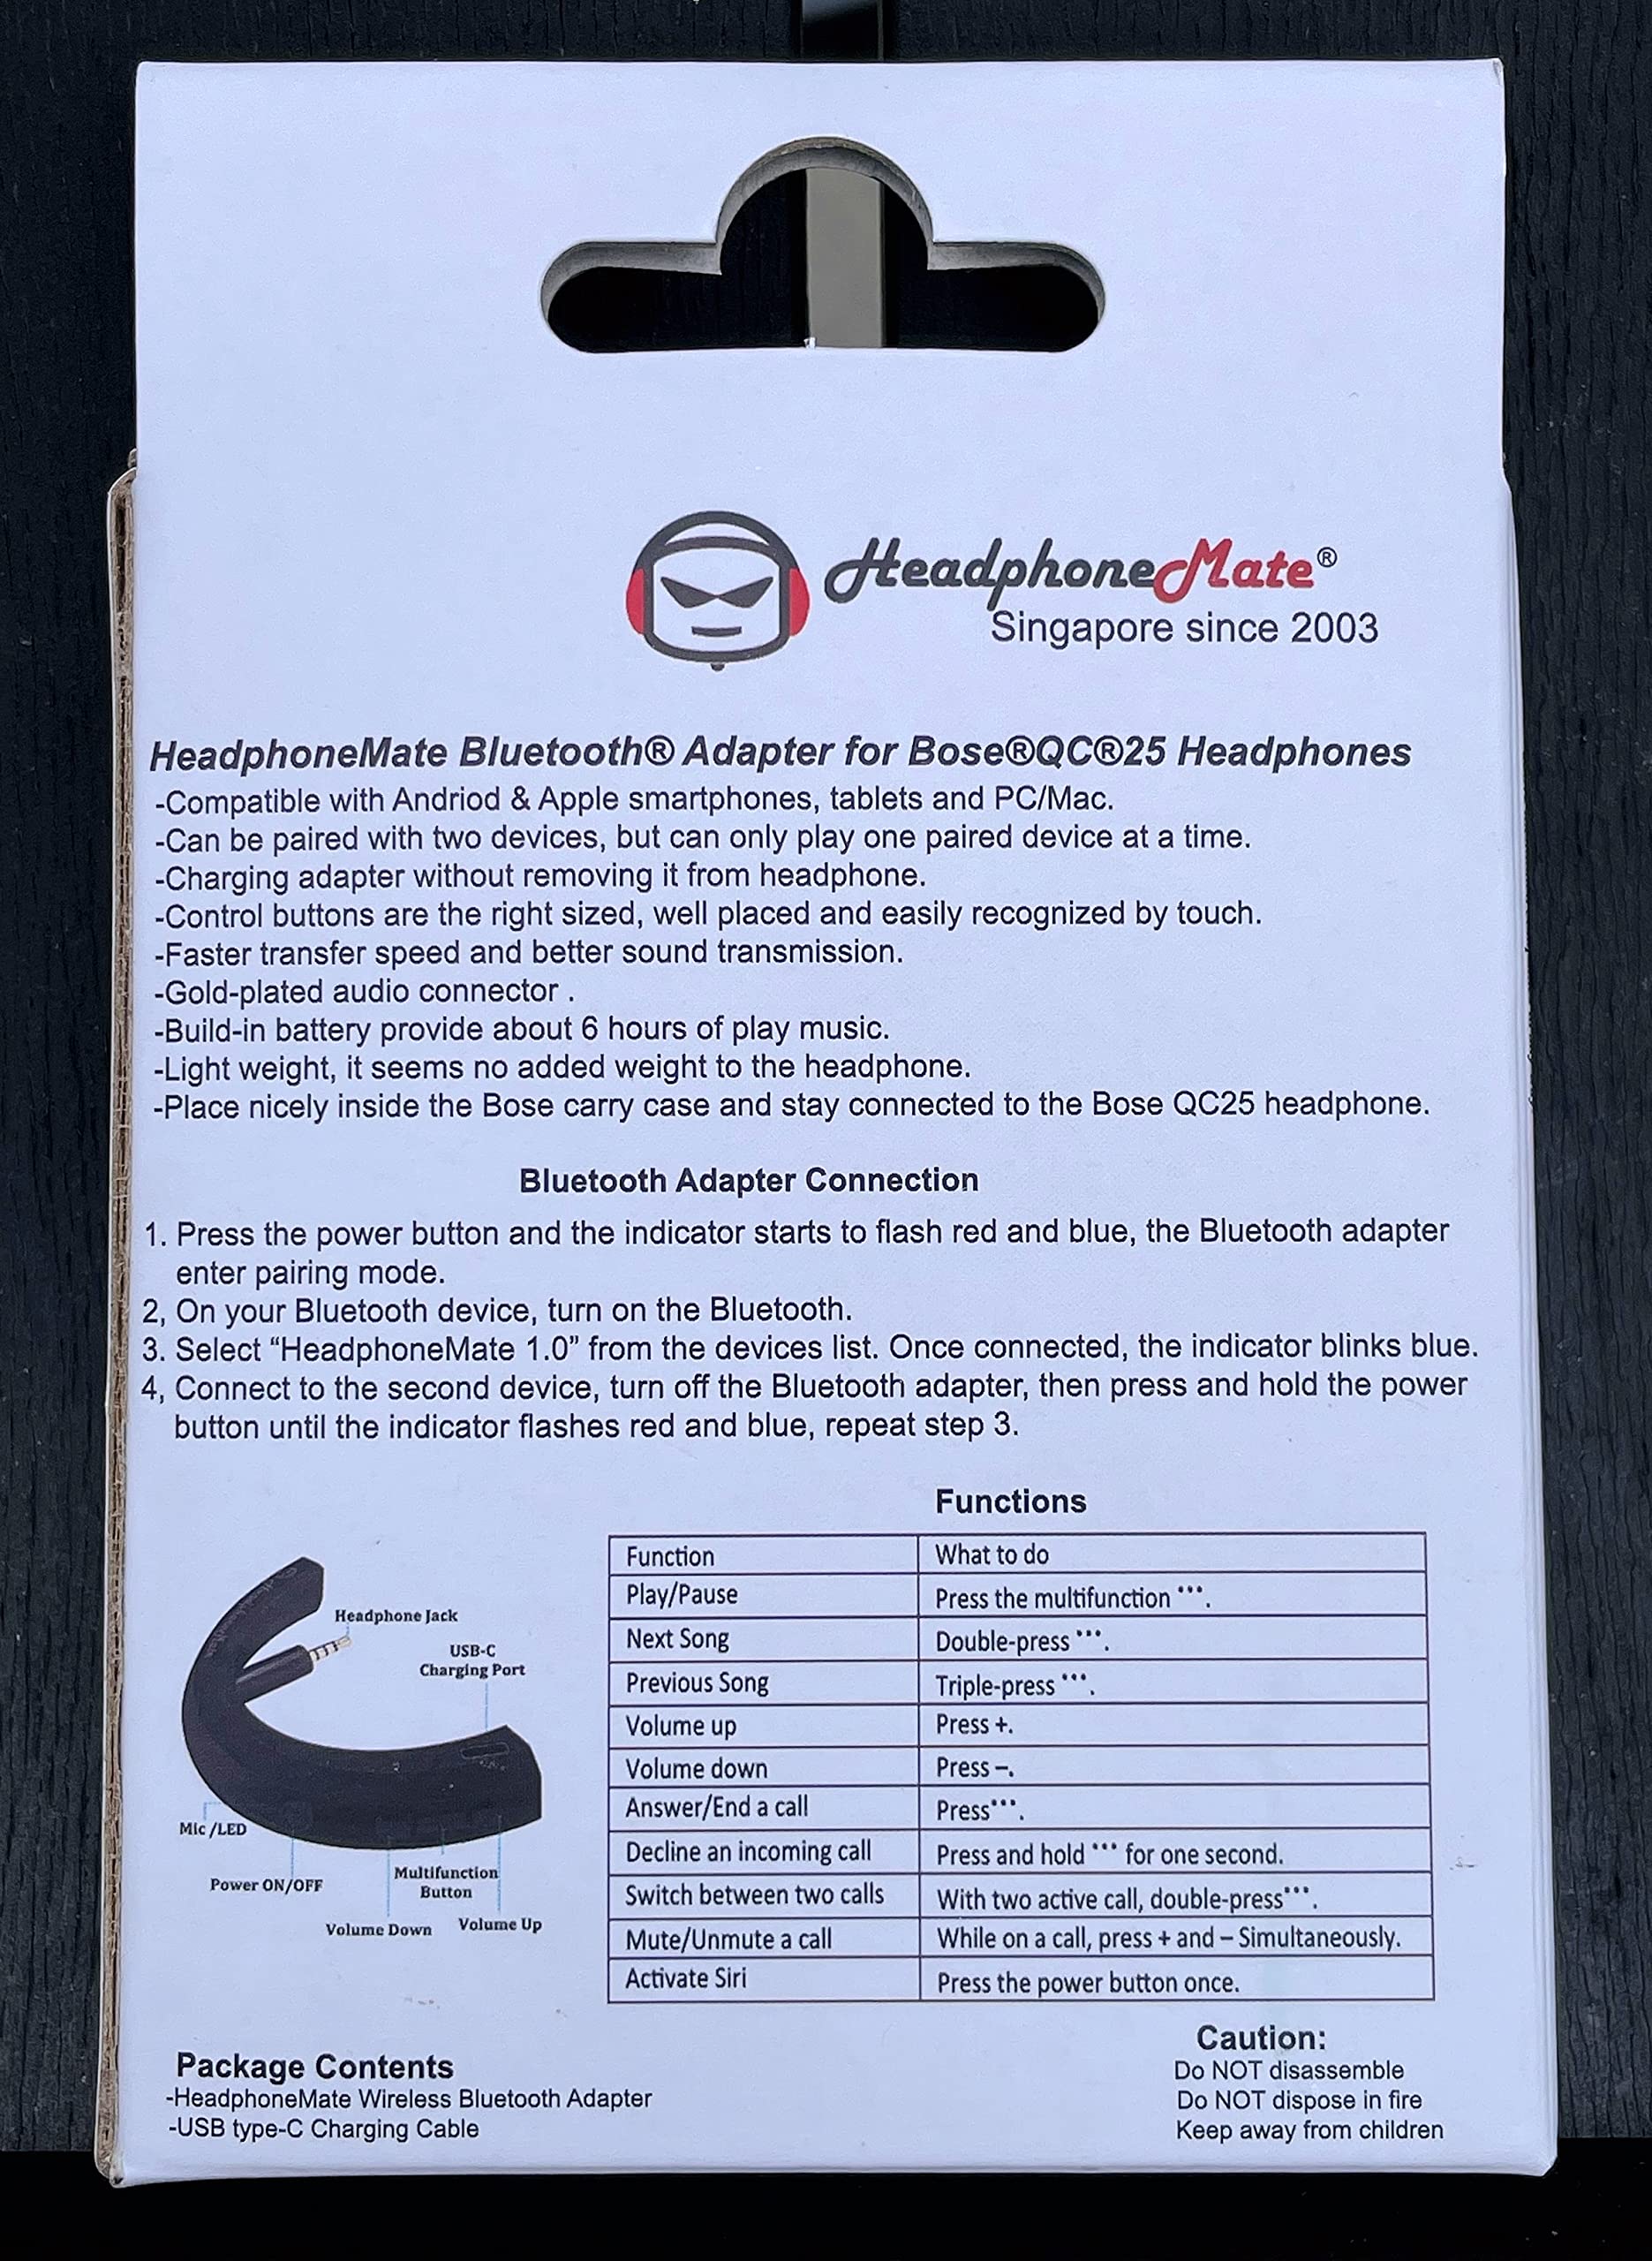 HeadphoneMate®
Singapore since 2003
HeadphoneMate Bluetooth® Adapter for Bose®QC®25 Headphones
-Compatible with Andriod & Apple smartphones, tablets and PC/Mac.
-Can be paired with two devices, but can only play one paired device at a time.
-Charging adapter without removing it from headphone.
-Control buttons are the right sized, well placed and easily recognized by touch.
-Faster transfer speed and better sound transmission.
-Gold-plated audio connector .
-Build-in battery provide about 6 hours of play music.
-Light weight, it seems no added weight to the headphone.
-Place nicely inside the Bose carry case and stay connected to the Bose QC25 headphone.
Bluetooth Adapter Connection
1. Press the power button and the indicator starts to flash red and blue, the Bluetooth adapter
enter pairing mode.
2, On your Bluetooth device, turn on the Bluetooth.
3. Select “HeadphoneMate 1.0” from the devices list. Once connected, the indicator blinks blue.
4, Connect to the second device, turn off the Bluetooth adapter, then press and hold the power
button until the indicator flashes red and blue, repeat step 3.
Headphone Jack
USB-C
Charging Port
Mic /LED
Power ON/OFF
Multifunction
Button
Volume Down
Volume Up
Functions
Function What to do
Play/Pause Press the multifunction •••.
Next Song Double-press •••.
Previous Song Triple-press •••.
Volume up Press +.
Volume down Press –.
Answer/End a call Press•••.
Decline an incoming call Press and hold ••• for one second.
Switch between two calls With two active call, double-press•••.
Mute/Unmute a call While on a call, press + and – Simultaneously.
Activate Siri Press the power button once.
Package Contents
-HeadphoneMate Wireless Bluetooth Adapter
-USB type-C Charging Cable
Caution:
Do NOT disassemble
Do NOT dispose in fire
Keep away from children